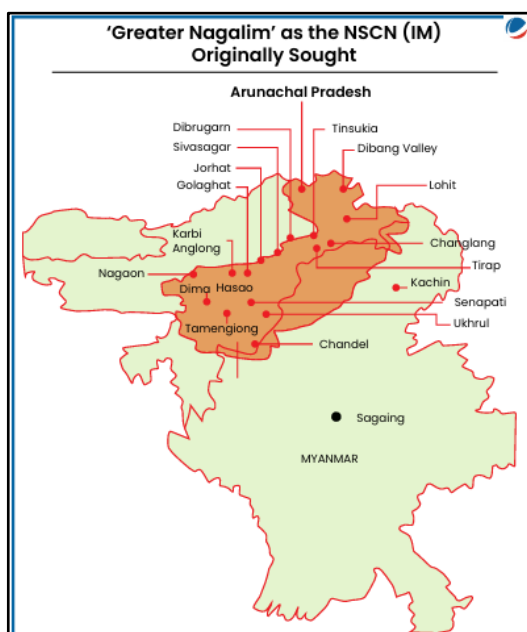 ‘Greater Nagalim’ as the NSCN (IM)
Originally Sought
Arunachal Pradesh
Dibrugarn
Tinsukia
Sivasagar
Dibang Valley
Jorhat
Golaghat
Lohit
Karbi
Anglong
Changlang
Nagaon
Tirap
Dima
Hasao
Kachin
Senapati
Tamengiong
Ukhrul
Chandel
Sagaing
MYANMAR